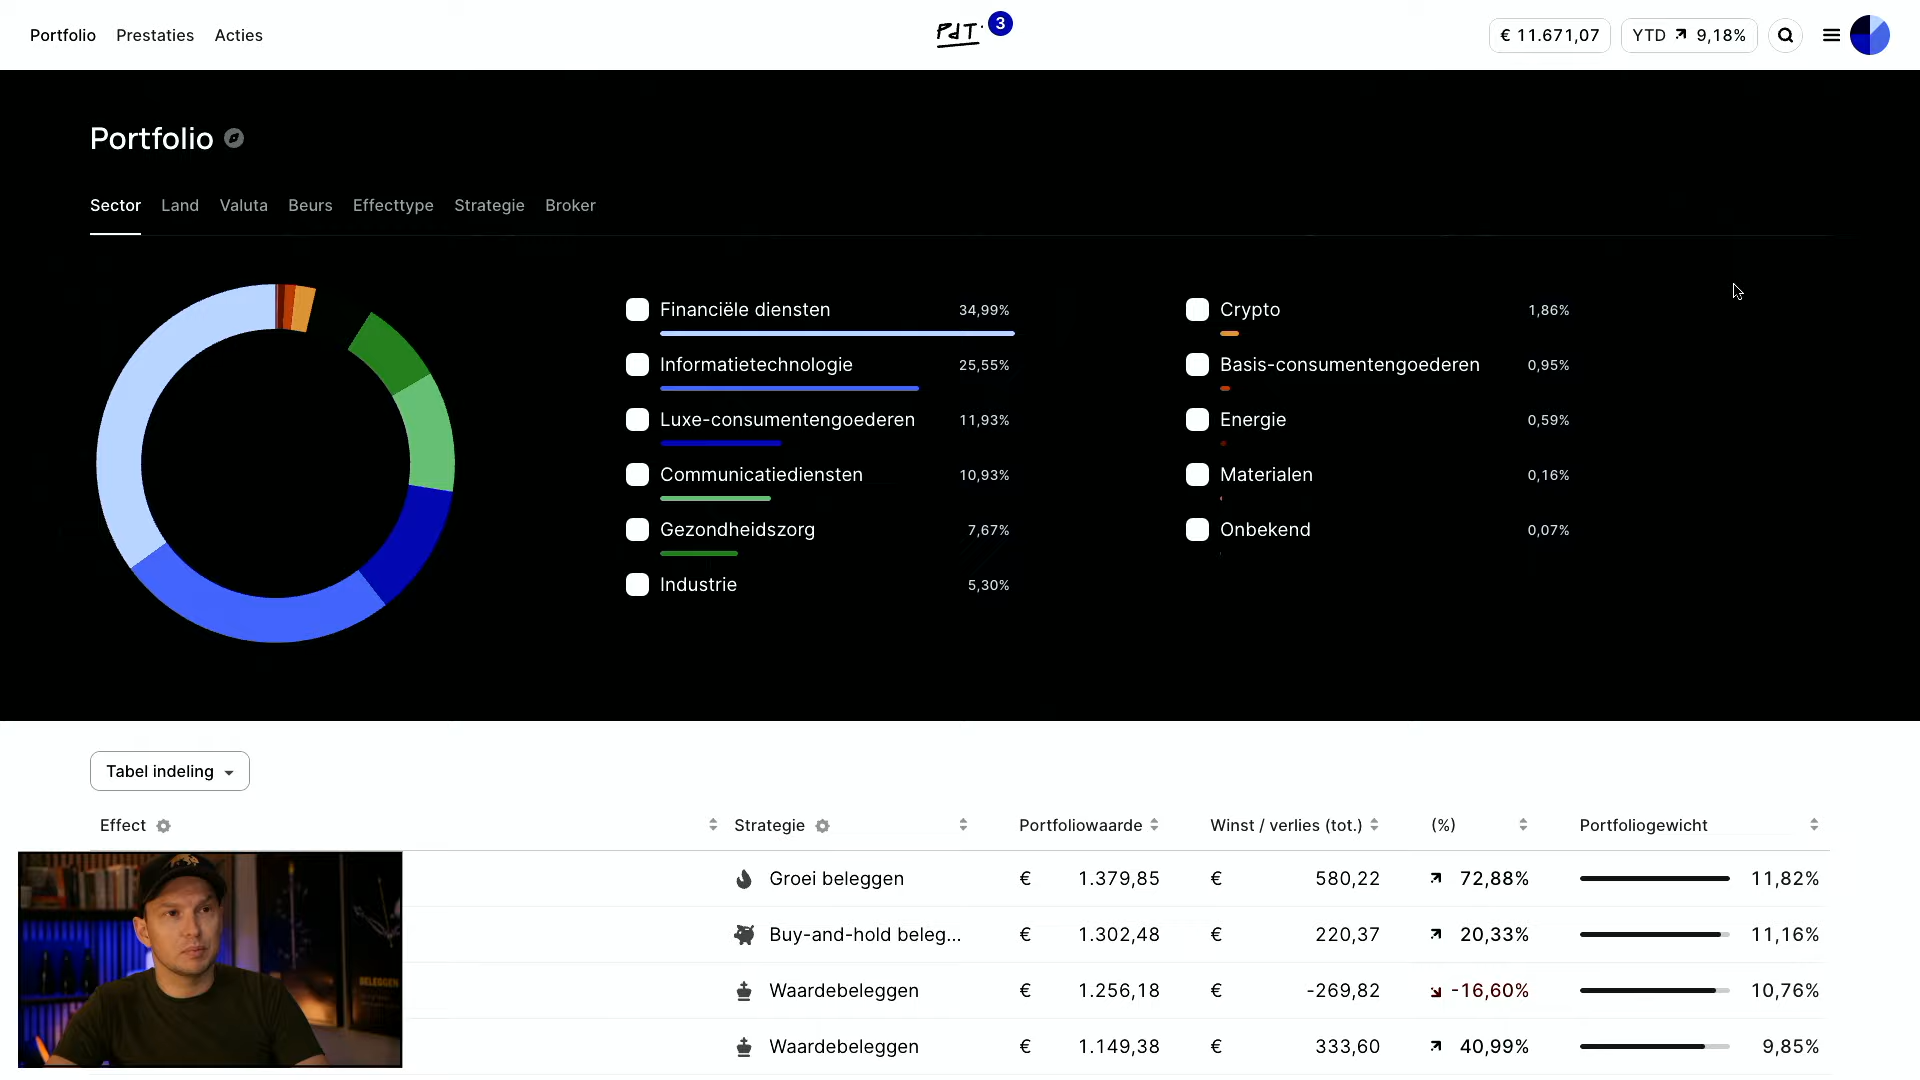 Portfolio Prestaties Acties PDT. 3 € 11.671,07 YTD 9,18%
Portfolio
Sector Land Valuta Beurs Effecttype Strategie Broker
Financiële diensten 34,99%
Informatietechnologie 25,55%
Luxe-consumentengoederen 11,93%
Communicatiediensten 10,93%
Gezondheidszorg 7,67%
Industrie 5,30%
Crypto 1,86%
Basis-consumentengoederen 0,95%
Energie 0,59%
Materialen 0,16%
Onbekend 0,07%
Tabel indeling
Effect Strategie Portfoliowaarde Winst / verlies (tot.) (%) Portfoliogewicht
Groei beleggen € 1.379,85 € 580,22 72,88% 11,82%
Buy-and-hold beleg... € 1.302,48 € 220,37 20,33% 11,16%
Waardebeleggen € 1.256,18 € -269,82 -16,60% 10,76%
Waardebeleggen € 1.149,38 € 333,60 40,99% 9,85%
BELEGGEN